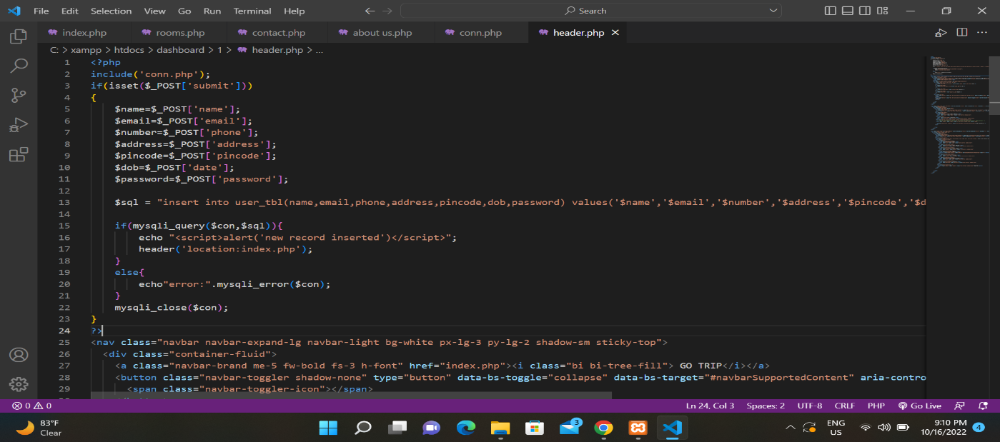 File Edit Selection View Go Run Terminal Help Search
index.php rooms.php contact.php about us.php conn.php header.php
C: > xampp > htdocs > dashboard > 1 > header.php > ...
1 <?php
2 include('conn.php');
3 if(isset($_POST['submit']))
4 {
5 $name=$_POST['name'];
6 $email=$_POST['email'];
7 $number=$_POST['phone'];
8 $address=$_POST['address'];
9 $pincode=$_POST['pincode'];
10 $dob=$_POST['date'];
11 $password=$_POST['password'];
12
13 $sql = "insert into user_tbl(name,email,phone,address,pincode,dob,password) values('$name','$email','$number','$address','$pincode','$d
14
15 if(mysqli_query($con,$sql)){
16 echo "<script>alert('new record inserted')</script>";
17 header('location:index.php');
18 }
19 else{
20 echo"error:".mysqli_error($con);
21 }
22 mysqli_close($con);
23 }
24 ?>
25 <nav class="navbar navbar-expand-lg navbar-light bg-white px-lg-3 py-lg-2 shadow-sm sticky-top">
26 <div class="container-fluid">
27 <a class="navbar-brand me-5 fw-bold fs-3 h-font" href="index.php"><i class="bi bi-tree-fill"> GO TRIP</i></a>
28 <button class="navbar-toggler shadow-none" type="button" data-bs-toggle="collapse" data-bs-target="#navbarSupportedContent" aria-contro
29 <span class="navbar-toggler-icon"></span>
0 0 Ln 24, Col 3 Spaces: 2 UTF-8 CRLF PHP Go Live
83°F
Clear
3
ENG
US
9:10 PM
10/16/2022
4